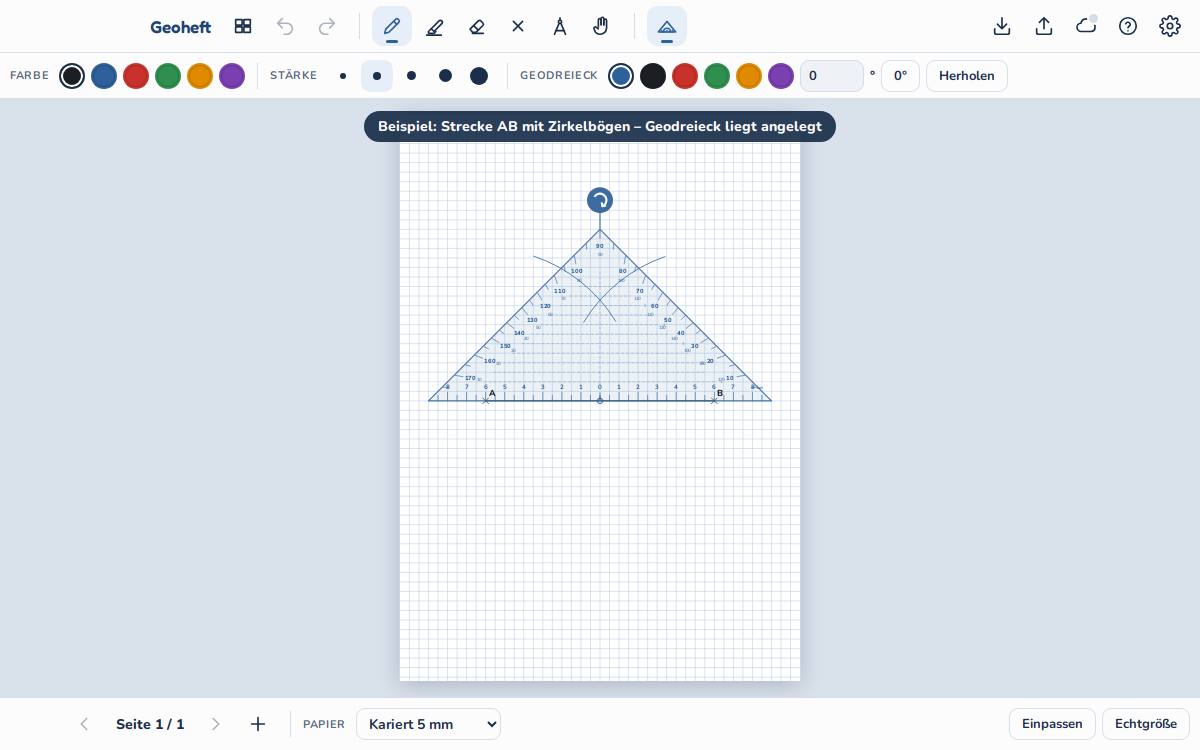 Geoheft
FARBE STÄRKE GEODREIECK 0 ° 0° Herholen
Beispiel: Strecke AB mit Zirkelbögen – Geodreieck liegt angelegt
90
100 80
110 70
120 60
130 50
140 40
150 30
160 20
170 10
8 7 6 5 4 3 2 1 0 1 2 3 4 5 6 7 8
A B
Seite 1 / 1 PAPIER Kariert 5 mm Einpassen Echtgröße